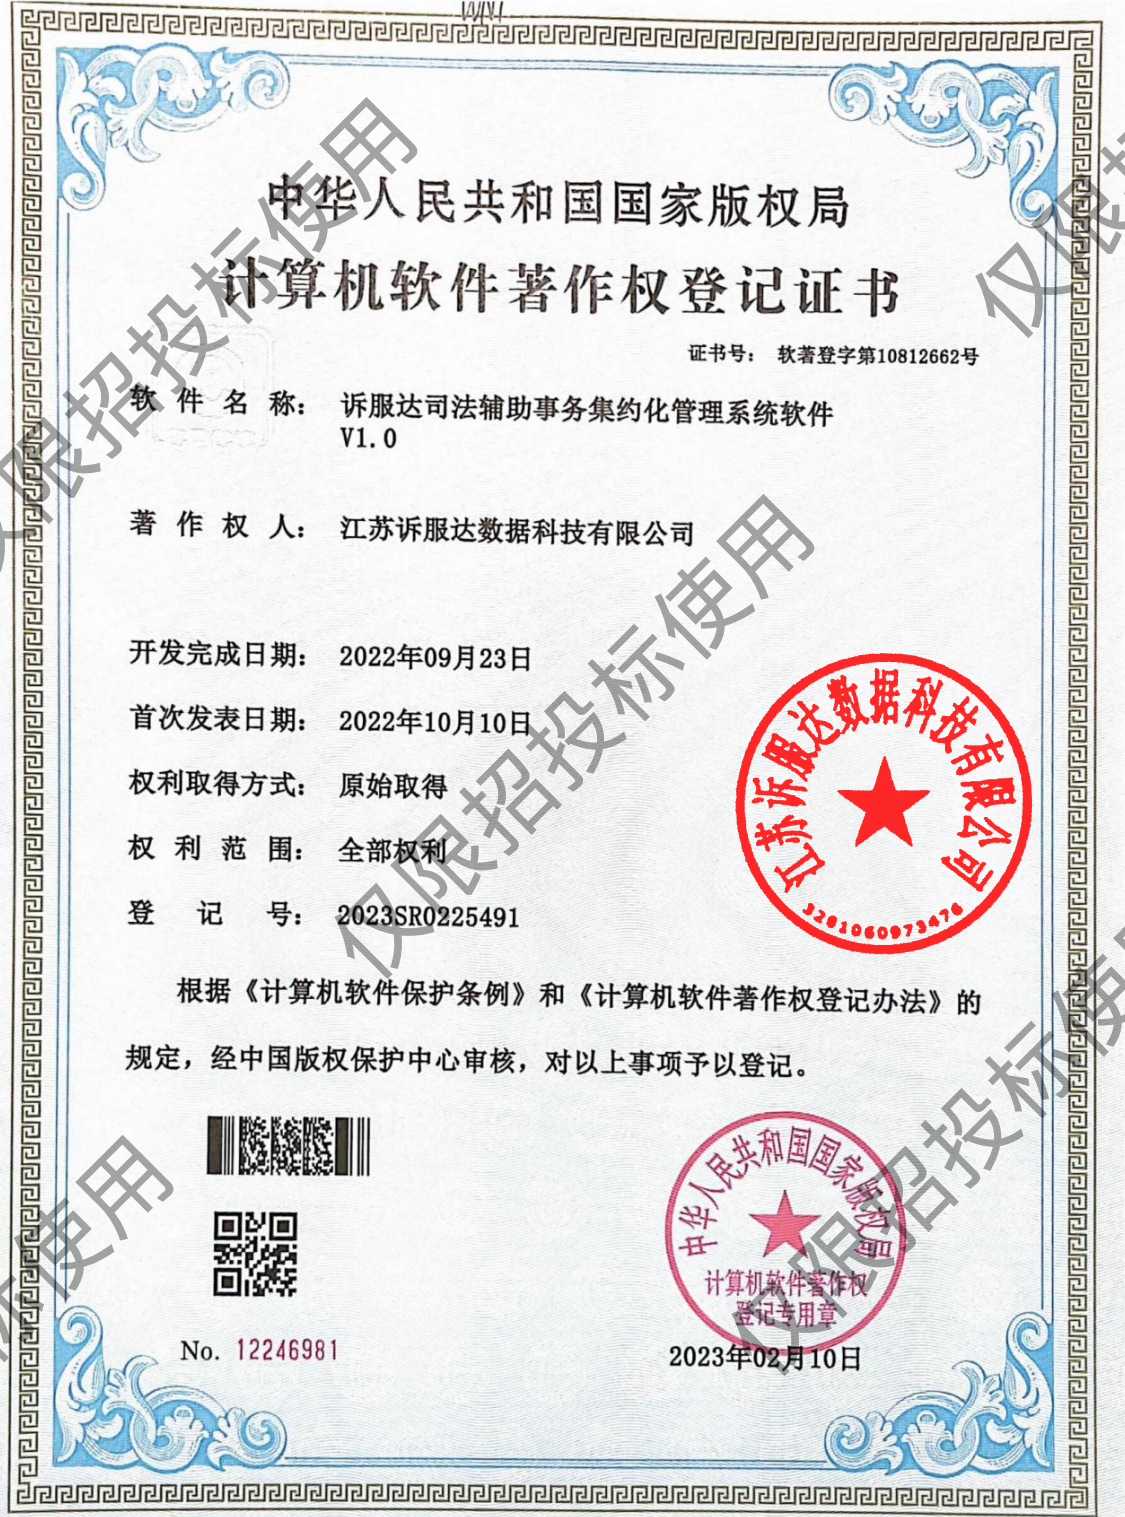 中华人民共和国国家版权局
计算机软件著作权登记证书
证书号： 软著登字第10812662号
软件名称： 诉服达司法辅助事务集约化管理系统软件
V1.0
著作权人： 江苏诉服达数据科技有限公司
开发完成日期： 2022年09月23日
首次发表日期： 2022年10月10日
权利取得方式： 原始取得
权利范围： 全部权利
登记号： 2023SR0225491
江苏诉服达数据科技有限公司
3201060973476
根据《计算机软件保护条例》和《计算机软件著作权登记办法》的
规定，经中国版权保护中心审核，对以上事项予以登记。
中华人民共和国国家版权局
计算机软件著作权
登记专用章
No. 12246981
2023年02月10日
仅限招投标使用
仅限招投标使用
仅限招投标使用
仅限招
标使用